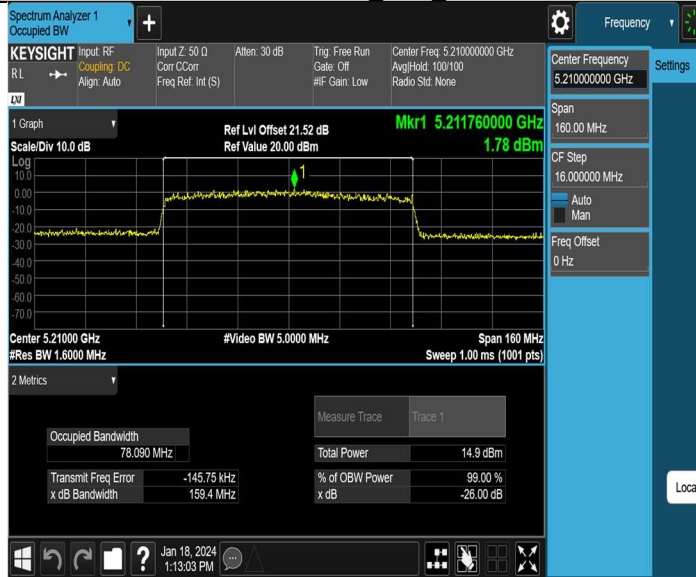 Spectrum Analyzer 1
Occupied BW
Frequency
KEYSIGHT
Input: RF
Coupling: DC
Align: Auto
Input Z: 50 Ω
Corr CCorr
Freq Ref: Int (S)
Atten: 30 dB
Trig: Free Run
Gate: Off
#IF Gain: Low
Center Freq: 5.210000000 GHz
Avg|Hold: 100/100
Radio Std: None
RL
LXI
1 Graph
Scale/Div 10.0 dB
Ref Lvl Offset 21.52 dB
Ref Value 20.00 dBm
Mkr1 5.211760000 GHz
1.78 dBm
Log
10.0
0.00
-10.0
-20.0
-30.0
-40.0
-50.0
-60.0
-70.0
1
Center 5.21000 GHz
#Res BW 1.6000 MHz
#Video BW 5.0000 MHz
Span 160 MHz
Sweep 1.00 ms (1001 pts)
2 Metrics
Measure Trace
Trace 1
Occupied Bandwidth
78.090 MHz
Total Power
14.9 dBm
Transmit Freq Error
-145.75 kHz
% of OBW Power
99.00 %
x dB Bandwidth
159.4 MHz
x dB
-26.00 dB
?
Jan 18, 2024
1:13:03 PM
Center Frequency
5.210000000 GHz
Settings
Span
160.00 MHz
CF Step
16.000000 MHz
Auto
Man
Freq Offset
0 Hz
Loca